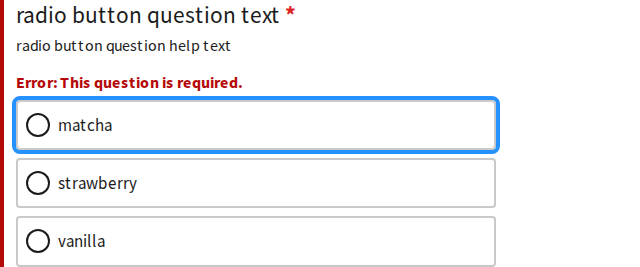 radio button question text *
radio button question help text
Error: This question is required.
matcha
strawberry
vanilla